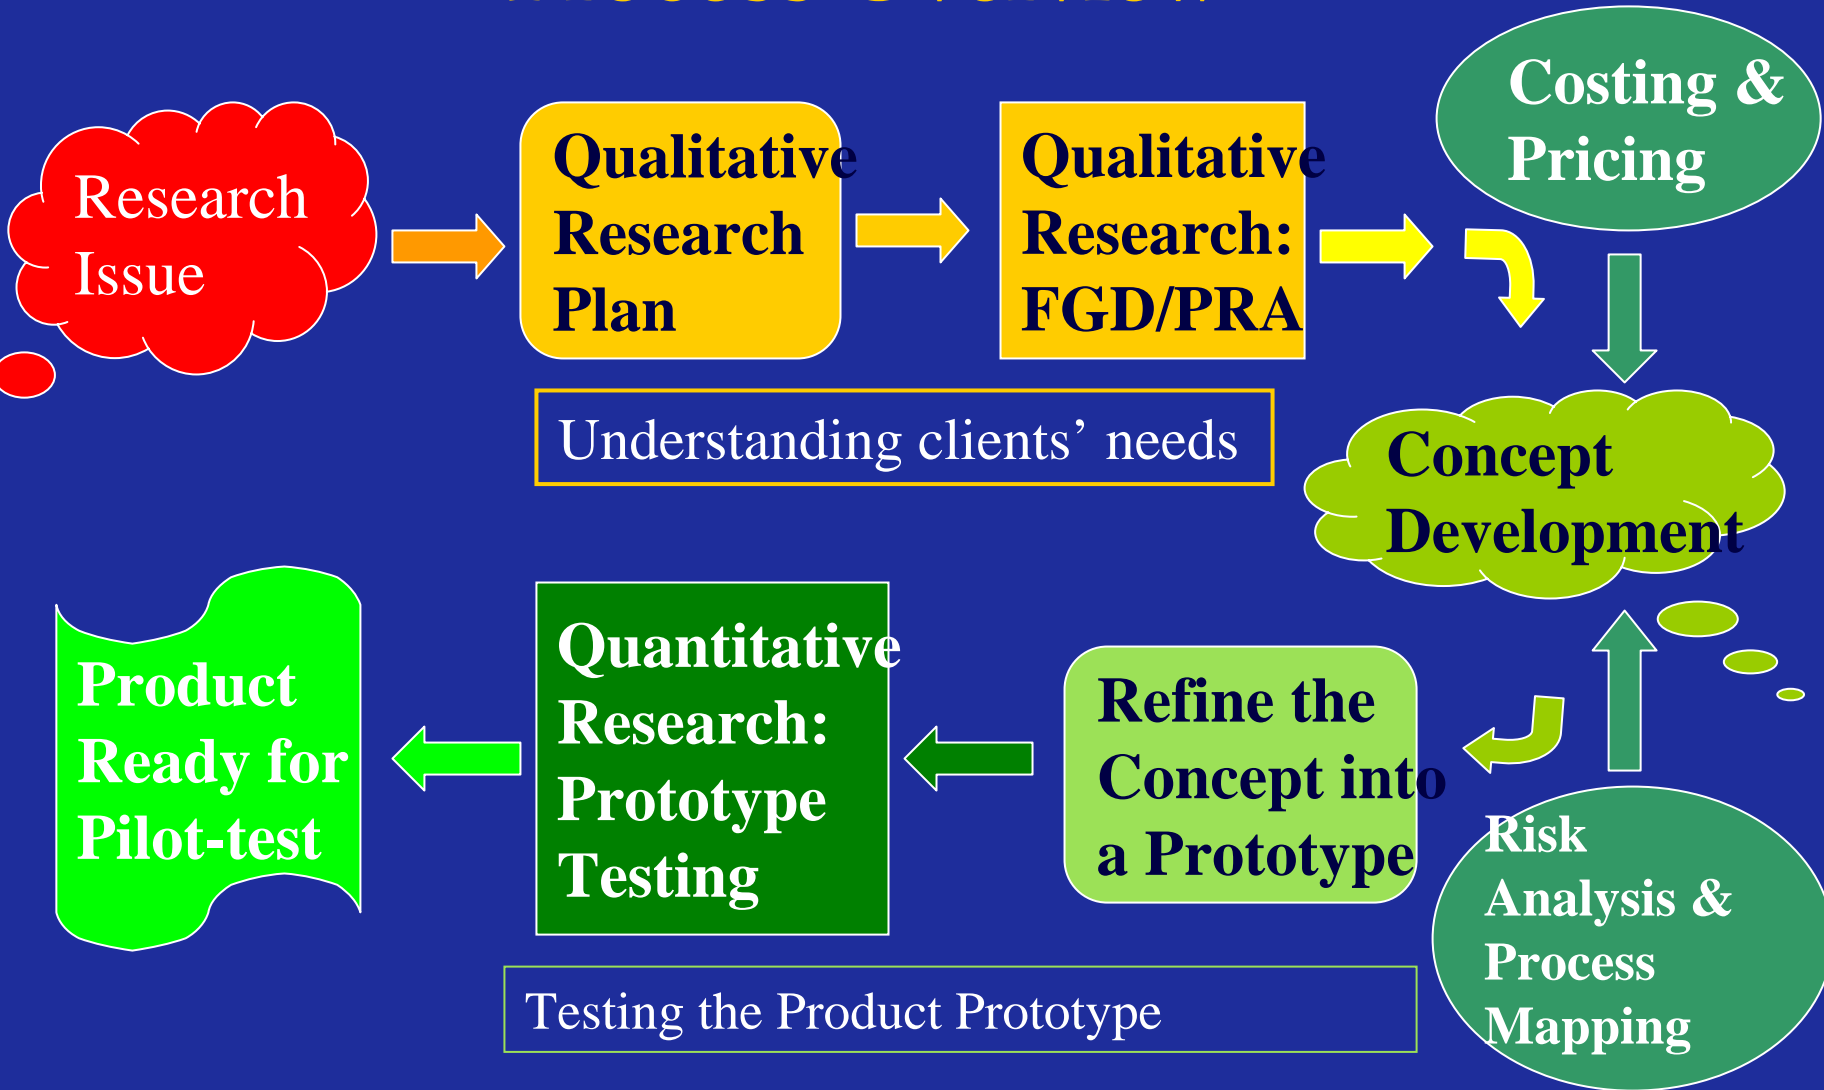 Research
Issue
Qualitative
Research
Plan
Qualitative
Research:
FGD/PRA
Costing &
Pricing
Understanding clients’ needs
Concept
Development
Product
Ready for
Pilot-test
Quantitative
Research:
Prototype
Testing
Refine the
Concept into
a Prototype
Risk
Analysis &
Process
Mapping
Testing the Product Prototype